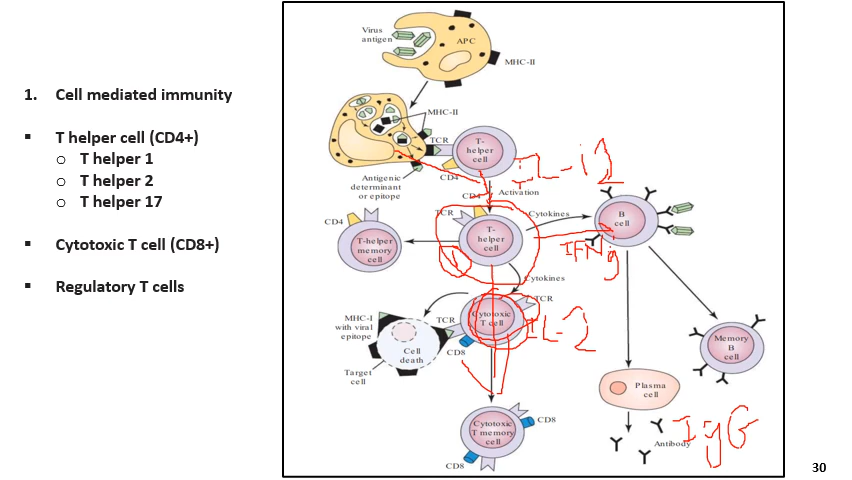 1. Cell mediated immunity
▪ T helper cell (CD4+)
o T helper 1
o T helper 2
o T helper 17
▪ Cytotoxic T cell (CD8+)
▪ Regulatory T cells
Virus
antigen
APC
MHC-II
MHC-II
TCR
T-
helper
cell
CD4
IL-12
Antigenic
determinant
or epitope
Activation
CD4
TCR
Cytokines
B
cell
CD4
T-helper
memory
cell
T-
helper
cell
1
IFNg
Cytokines
TCR
MHC-I
with viral
epitope
TCR
Cytotoxic
T cell
IL-2
Cell
death
CD8
Target
cell
Memory
B
cell
Plasma
cell
Cytotoxic
T memory
cell
CD8
CD8
Antibody
IgG
30